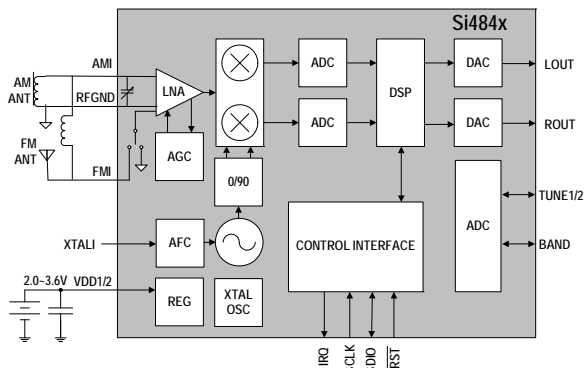 Si484x
AMI
AM
ANT
RFGND
LNA
ADC
DSP
DAC
LOUT
ADC
DAC
ROUT
FM
ANT
AGC
FMI
0/90
ADC
TUNE1/2
XTALI
AFC
CONTROL INTERFACE
BAND
2.0~3.6V
VDD1/2
REG
XTAL
OSC
IRQ
RST